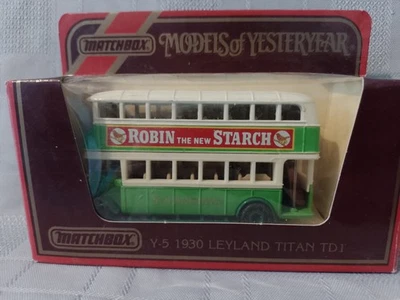 MATCHBOX
MODELS of YESTERYEAR
ROBIN THE NEW STARCH
MATCHBOX
Y-5 1930 LEYLAND TITAN TD1